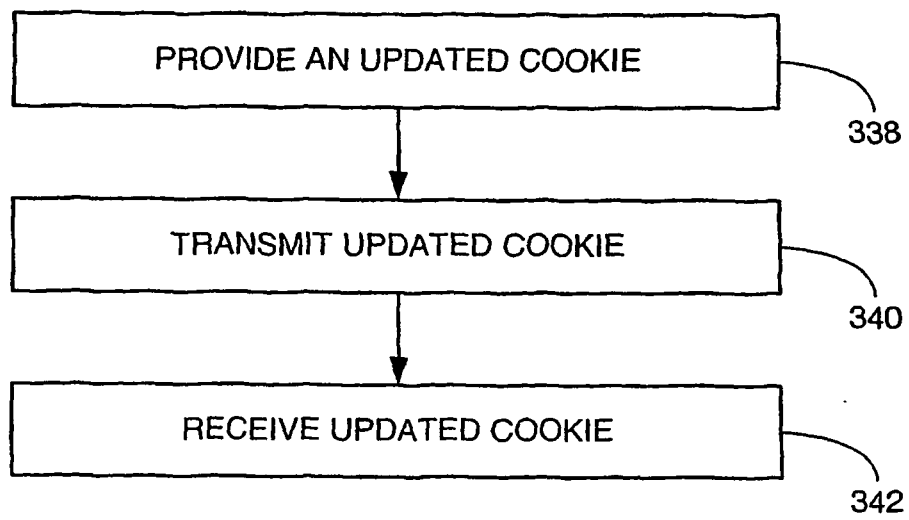 PROVIDE AN UPDATED COOKIE
338
TRANSMIT UPDATED COOKIE
340
RECEIVE UPDATED COOKIE
342